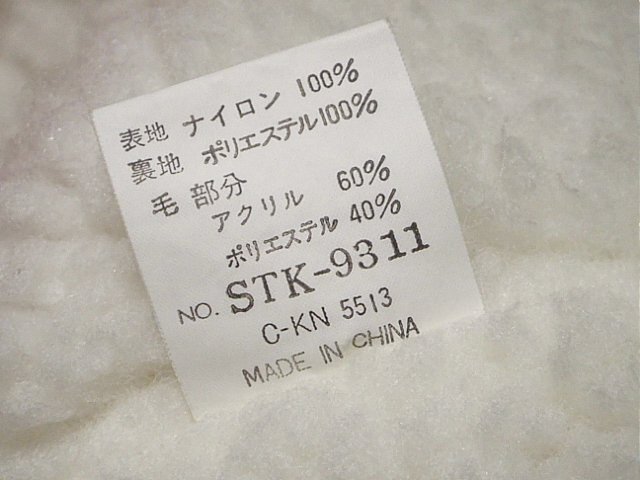 表地 ナイロン 100%
裏地 ポリエステル100%
毛 部分
アクリル 60%
ポリエステル 40%
NO. STK-9311
C-KN 5513
MADE IN CHINA